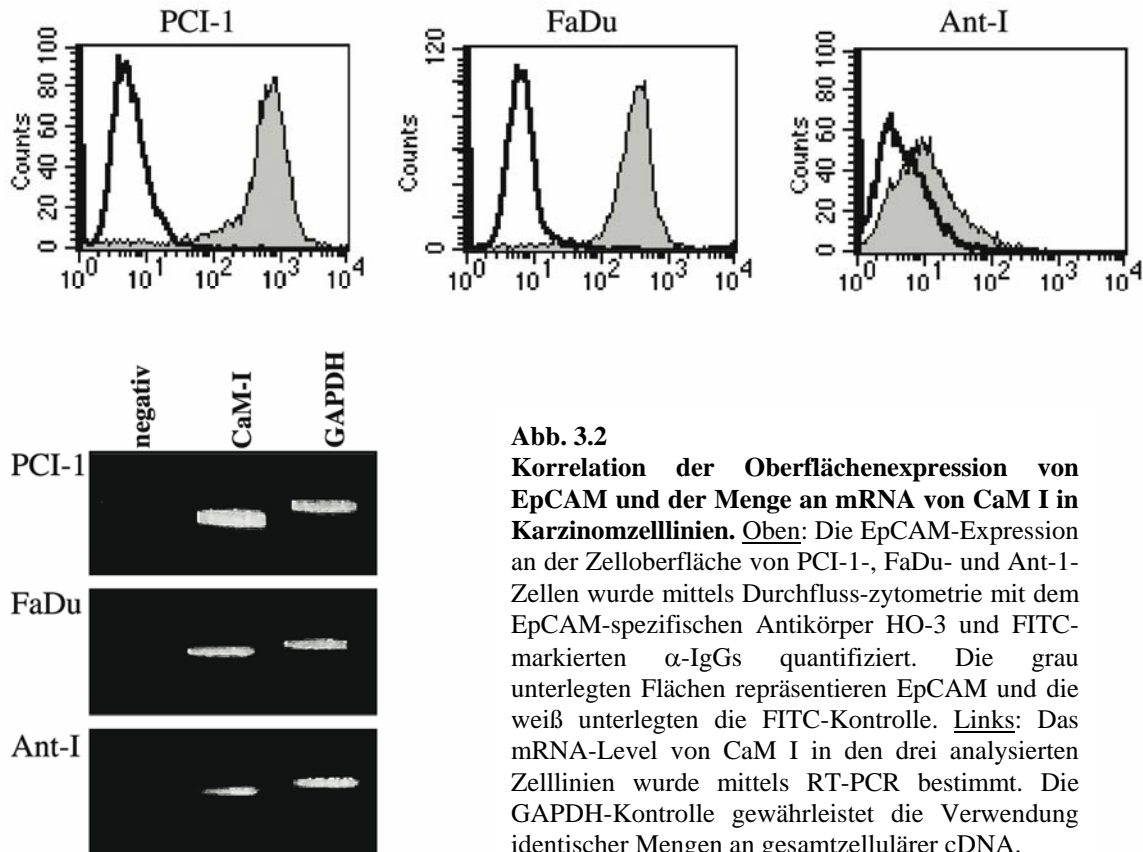 PCI-1
Counts
0 20 40 60 80 100
10^0 10^1 10^2 10^3 10^4
FaDu
Counts
0 120
10^0 10^1 10^2 10^3 10^4
Ant-I
Counts
0 20 40 60 80 100
10^0 10^1 10^2 10^3 10^4
negativ CaM-I GAPDH
PCI-1
FaDu
Ant-I
Abb. 3.2
Korrelation der Oberflächenexpression von
EpCAM und der Menge an mRNA von CaM I in
Karzinomzelllinien. Oben: Die EpCAM-Expression
an der Zelloberfläche von PCI-1-, FaDu- und Ant-1-
Zellen wurde mittels Durchfluss-zytometrie mit dem
EpCAM-spezifischen Antikörper HO-3 und FITC-
markierten α-IgGs quantifiziert. Die grau
unterlegten Flächen repräsentieren EpCAM und die
weiß unterlegten die FITC-Kontrolle. Links: Das
mRNA-Level von CaM I in den drei analysierten
Zelllinien wurde mittels RT-PCR bestimmt. Die
GAPDH-Kontrolle gewährleistet die Verwendung
identischer Mengen an gesamtzellulärer cDNA.